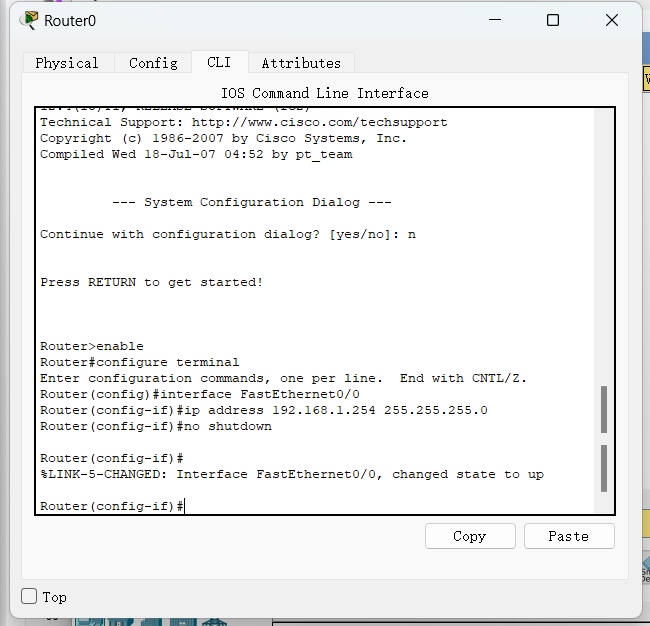 Router0
Physical Config CLI Attributes
IOS Command Line Interface
Technical Support: http://www.cisco.com/techsupport
Copyright (c) 1986-2007 by Cisco Systems, Inc.
Compiled Wed 18-Jul-07 04:52 by pt_team
--- System Configuration Dialog ---
Continue with configuration dialog? [yes/no]: n
Press RETURN to get started!
Router>enable
Router#configure terminal
Enter configuration commands, one per line.  End with CNTL/Z.
Router(config)#interface FastEthernet0/0
Router(config-if)#ip address 192.168.1.254 255.255.255.0
Router(config-if)#no shutdown
Router(config-if)#
%LINK-5-CHANGED: Interface FastEthernet0/0, changed state to up
Router(config-if)#
Copy Paste
Top